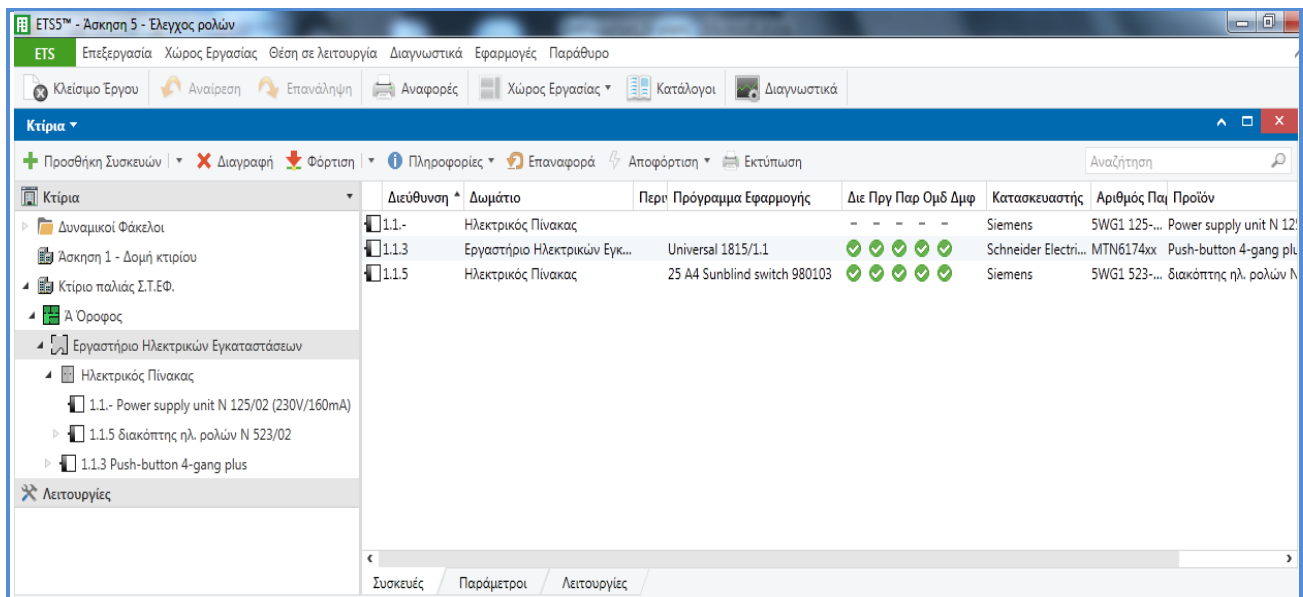 ETS5™ - Άσκηση 5 - Έλεγχος ρολών
ETS Επεξεργασία Χώρος Εργασίας Θέση σε λειτουργία Διαγνωστικά Εφαρμογές Παράθυρο
Κλείσιμο Έργου Αναίρεση Επανάληψη Αναφορές Χώρος Εργασίας Κατάλογοι Διαγνωστικά
Κτίρια
Προσθήκη Συσκευών Διαγραφή Φόρτιση Πληροφορίες Επαναφορά Αποφόρτιση Εκτύπωση Αναζήτηση
Κτίρια
Δυναμικοί Φάκελοι
Άσκηση 1 - Δομή κτιρίου
Κτίριο παλιάς Σ.Τ.ΕΦ.
Ά Όροφος
Εργαστήριο Ηλεκτρικών Εγκαταστάσεων
Ηλεκτρικός Πίνακας
1.1.- Power supply unit N 125/02 (230V/160mA)
1.1.5 διακόπτης ηλ. ρολών N 523/02
1.1.3 Push-button 4-gang plus
Λειτουργίες
Διεύθυνση Δωμάτιο Περι Πρόγραμμα Εφαρμογής Διε Πργ Παρ Ομδ Δμφ Κατασκευαστής Αριθμός Πα Προϊόν
1.1.- Ηλεκτρικός Πίνακας - - - - - Siemens 5WG1 125-... Power supply unit N 12
1.1.3 Εργαστήριο Ηλεκτρικών Εγκ... Universal 1815/1.1 Schneider Electri... MTN6174xx Push-button 4-gang plu
1.1.5 Ηλεκτρικός Πίνακας 25 A4 Sunblind switch 980103 Siemens 5WG1 523-... διακόπτης ηλ. ρολών N
Συσκευές Παράμετροι Λειτουργίες